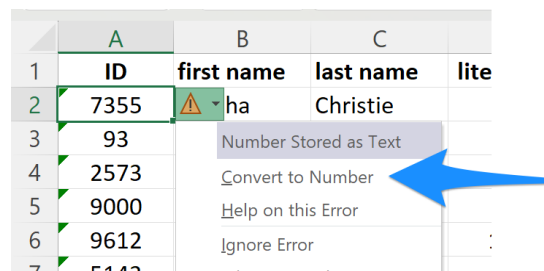 A B C
1 ID first name last name lite
2 7355 ha Christie
3 93 Number Stored as Text
4 2573 Convert to Number
5 9000 Help on this Error
6 9612 Ignore Error
7